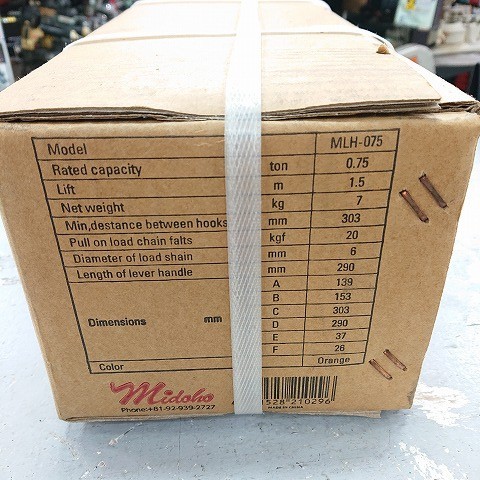 Model MLH-075
Rated capacity ton 0.75
Lift m 1.5
Net weight kg 7
Min,destance between hooks mm 303
Pull on load chain falts kgf 20
Diameter of load shain mm 6
Length of lever handle mm 290
Dimensions mm A 139
B 153
C 303
D 290
E 37
F 26
Color Orange
Midoho
Phone:+81-92-939-2727
528 210296
MADE IN CHINA